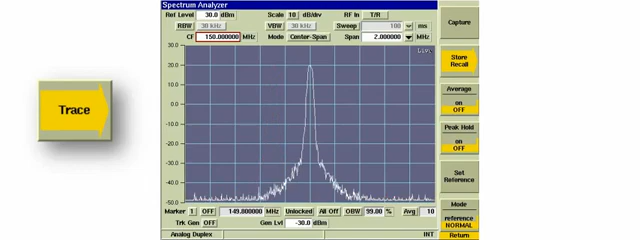 Spectrum Analyzer
Ref Level 30.0 dBm Scale 10 dB/div RF In T/R
RBW 30 kHz VBW 30 kHz Sweep 100 ms
CF 150.000000 MHz Mode Center-Span Span 2.000000 MHz
30.0
Live
20.0
10.0
0.0
-10.0
-20.0
-30.0
-40.0
-50.0
Marker 1 OFF 149.800000 MHz Unlocked All Off OBW 99.00 % Avg 10
Trk Gen OFF Gen Lvl -30.0 dBm
Analog Duplex INT
Trace
Capture
Store
Recall
Average
on
OFF
Peak Hold
on
OFF
Set
Reference
Mode
reference
NORMAL
Return